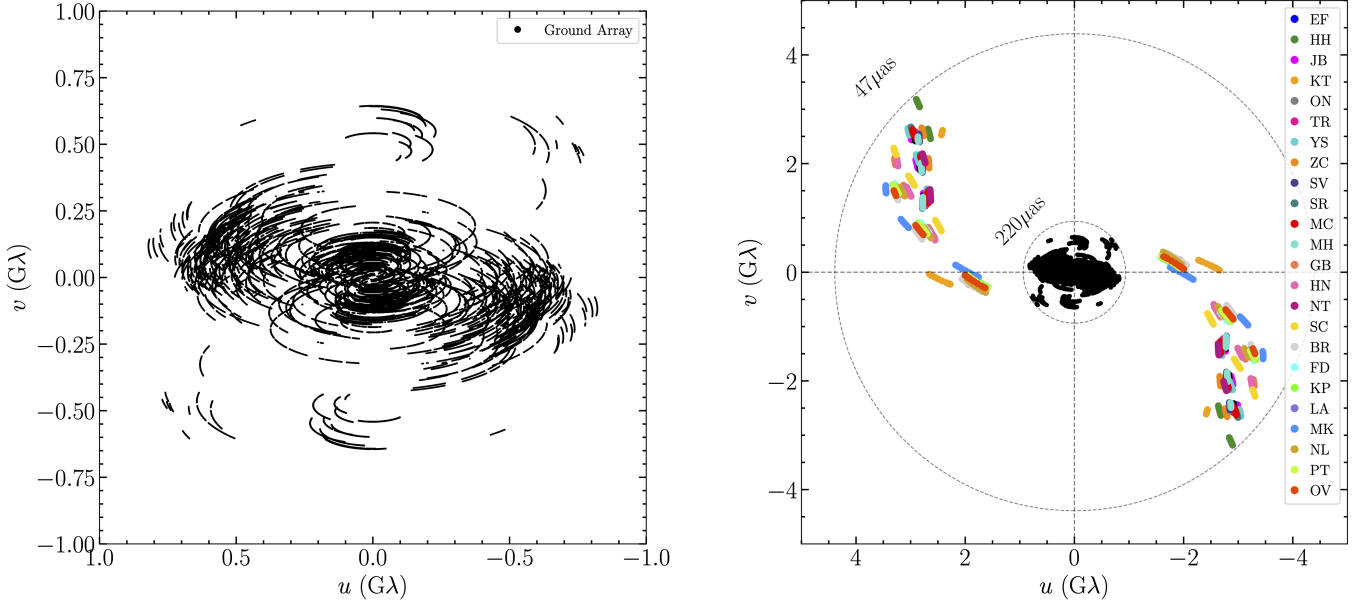 1.00
0.75
0.50
0.25
0.00
−0.25
−0.50
−0.75
−1.00
v (Gλ)
1.0
0.5
0.0
−0.5
−1.0
u (Gλ)
Ground Array
4
2
0
−2
−4
v (Gλ)
4
2
0
−2
−4
u (Gλ)
47μas
220μas
EF
HH
JB
KT
ON
TR
YS
ZC
SV
SR
MC
MH
GB
HN
NT
SC
BR
FD
KP
LA
MK
NL
PT
OV